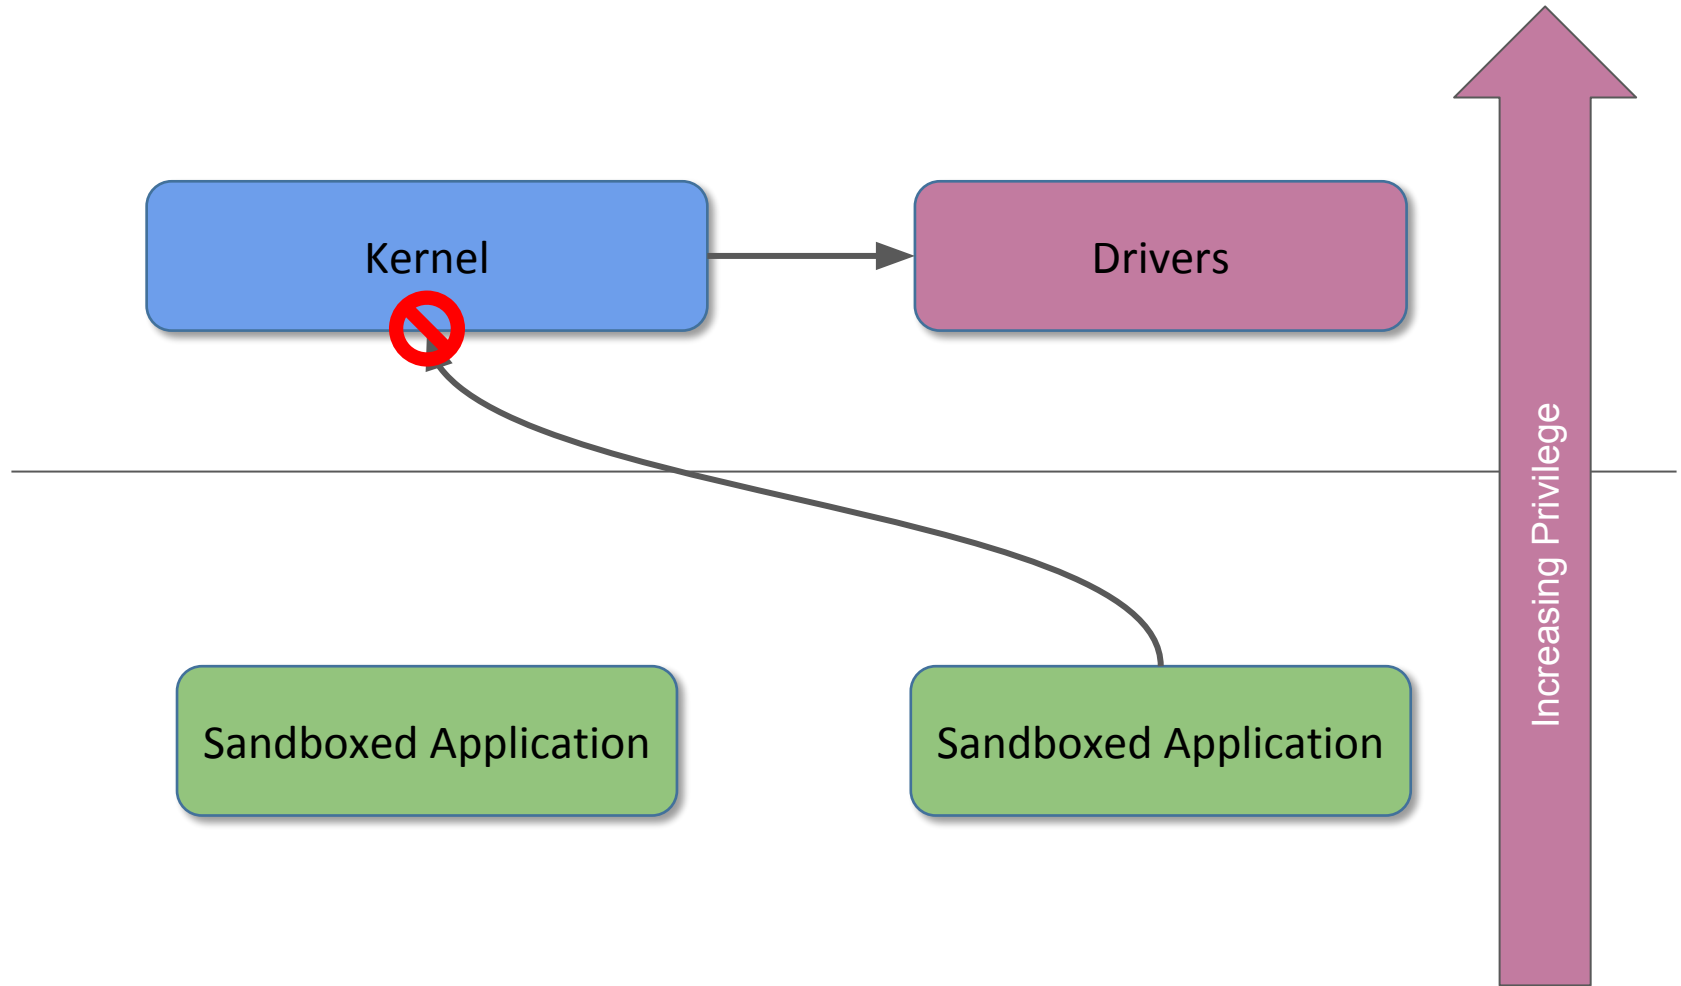 Kernel
Drivers
Increasing Privilege
Sandboxed Application
Sandboxed Application